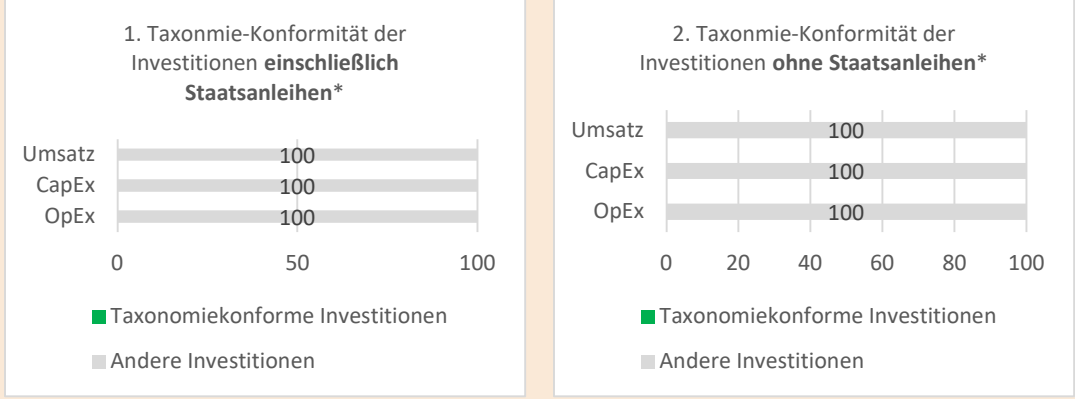 1. Taxonmie-Konformität der
Investitionen einschließlich
Staatsanleihen*
Umsatz
100
CapEx
100
OpEx
100
0
50
100
Taxonomiekonforme Investitionen
Andere Investitionen
2. Taxonmie-Konformität der
Investitionen ohne Staatsanleihen*
Umsatz
100
CapEx
100
OpEx
100
0
20
40
60
80
100
Taxonomiekonforme Investitionen
Andere Investitionen